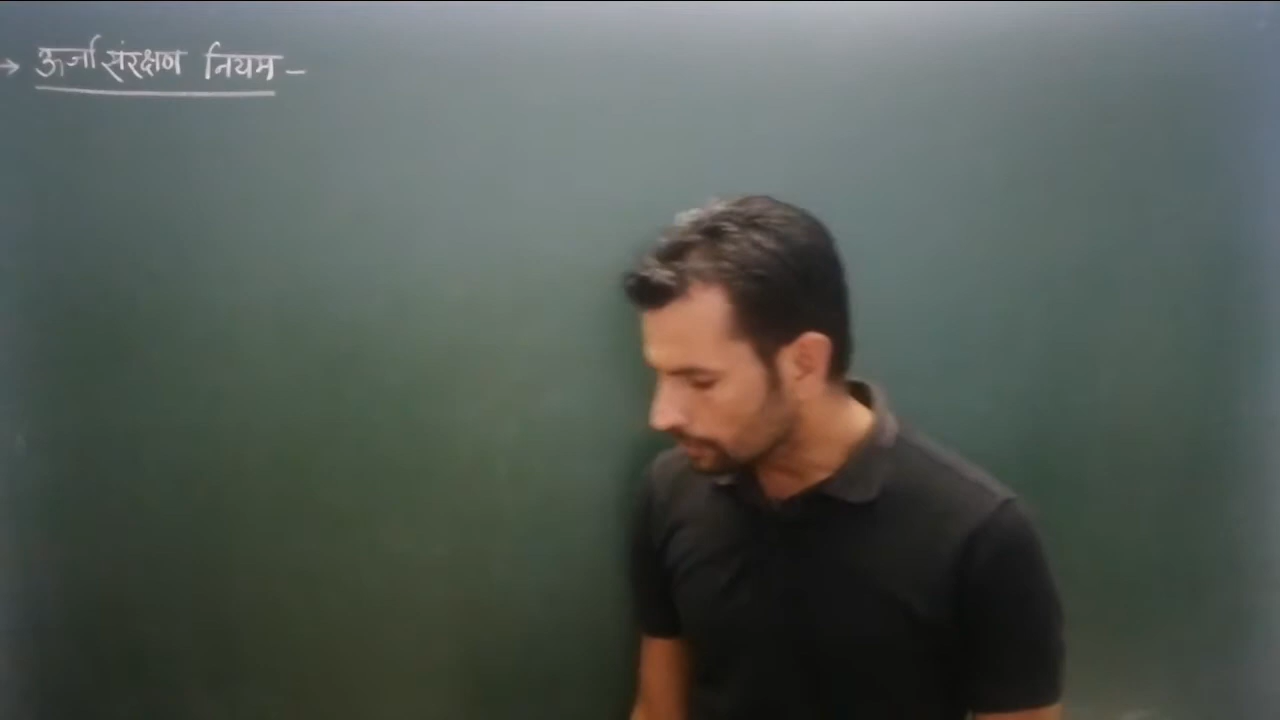 → ऊर्जा संरक्षण नियम –